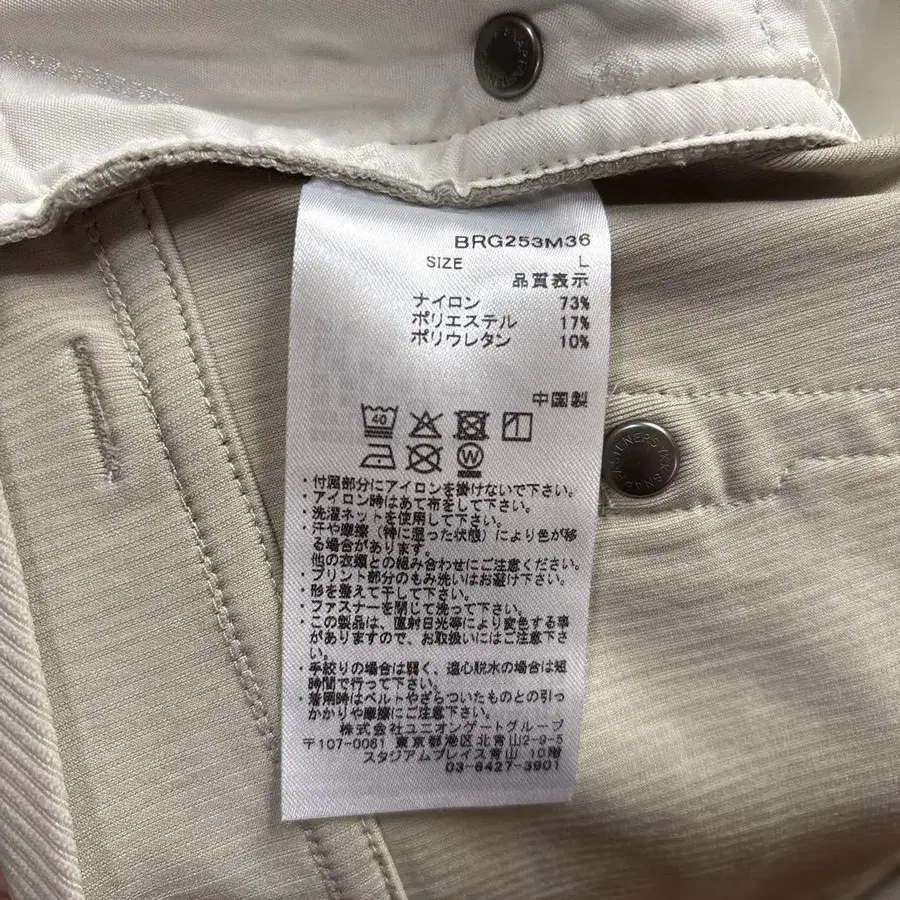 BRG253M36
SIZE L
品質表示
ナイロン 73%
ポリエステル 17%
ポリウレタン 10%
中国製
40
W
・付属部分にアイロンを掛けないで下さい。
・アイロン時はあて布をして下さい。
・洗濯ネットを使用して下さい。
・汗や摩擦（特に湿った状態）により色が移
る場合があります。
他の衣類との組み合わせにご注意ください。
・プリント部分のもみ洗いはお避け下さい。
・形を整えて干して下さい。
・ファスナーを閉じて洗って下さい。
・この製品は、直射日光等により変色する事
がありますので、お取扱いにはご注意下さ
い。
・手絞りの場合は弱く、遠心脱水の場合は短
時間で行って下さい。
・着用時はベルトやざらついたものとの引っ
かかりや摩擦にご注意下さい。
株式会社ユニオンゲートグループ
〒107-0061 東京都港区北青山2-9-5
スタジアムプレイス青山 10階
03-6427-3901